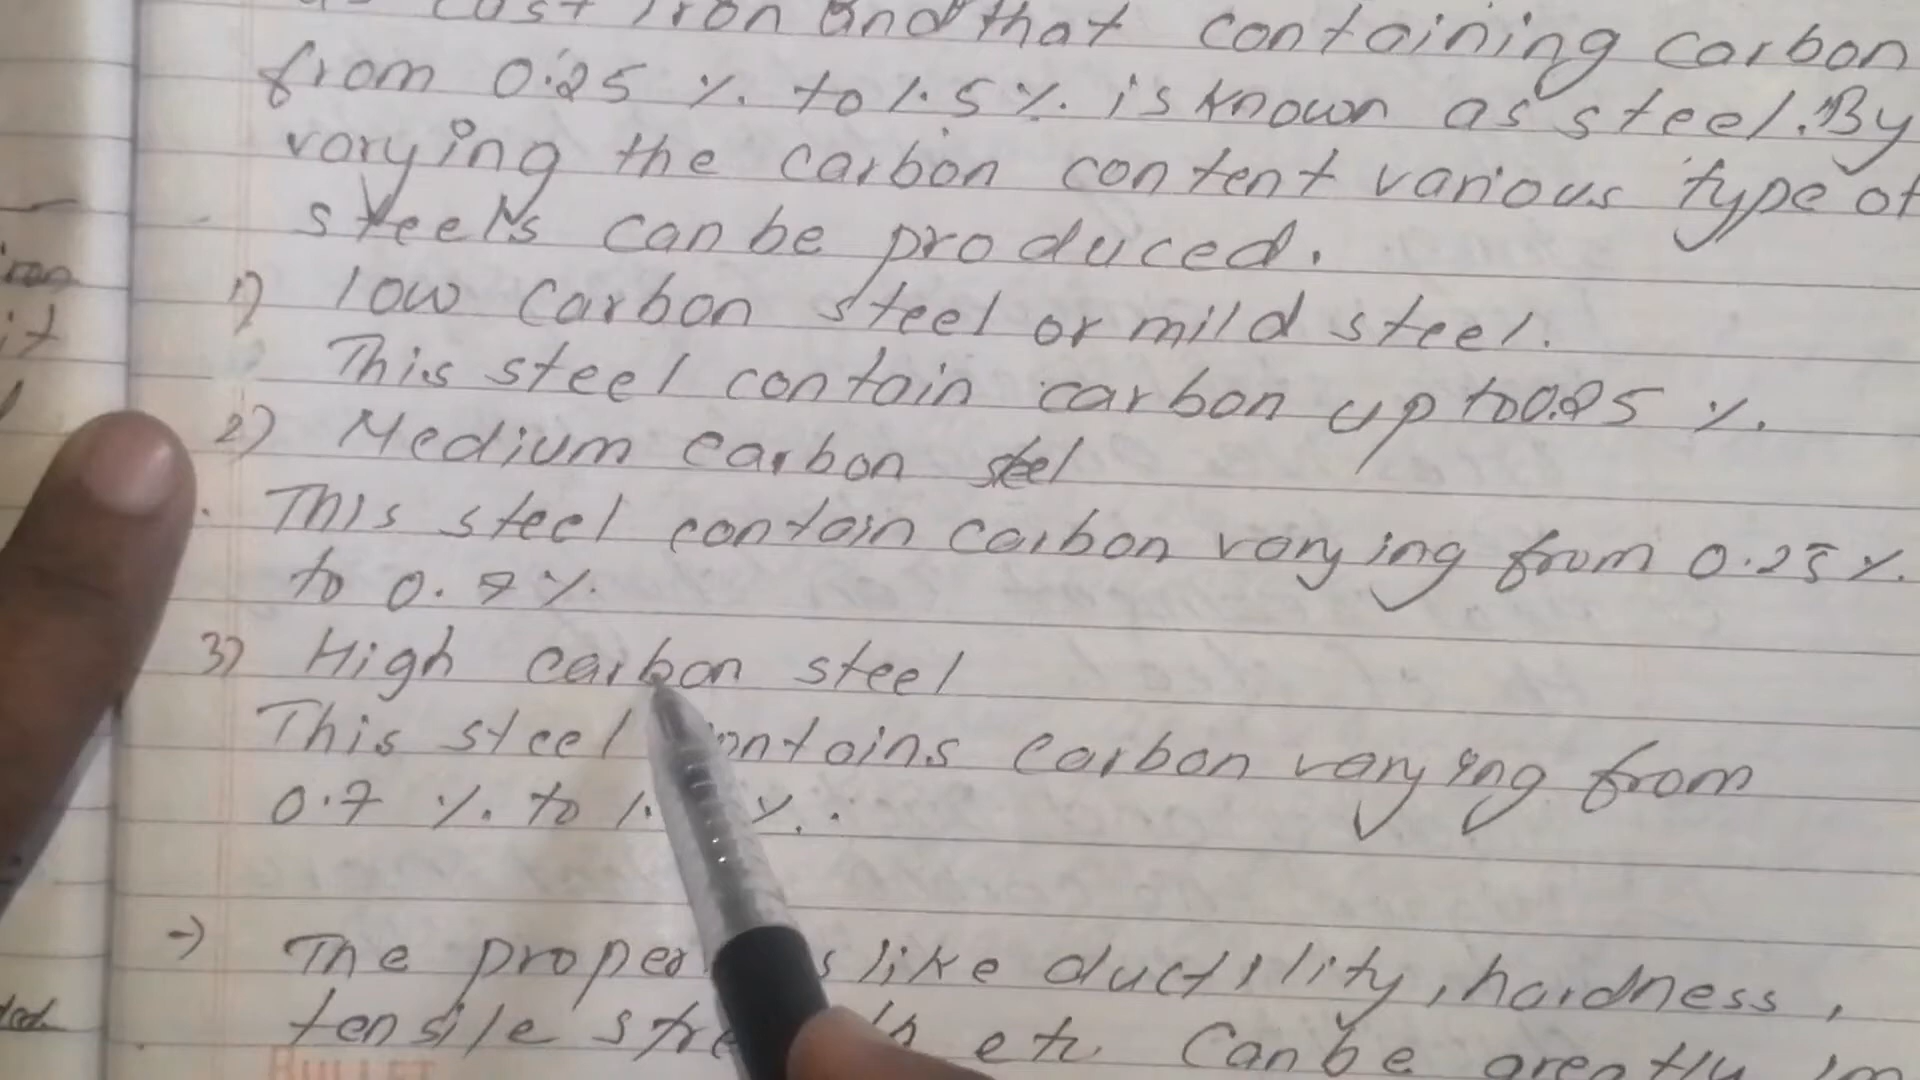 cast iron and that containing carbon
from 0.25 % to 1.5 % is known as steel. By
varying the carbon content various type of
steels can be produced.
1) low carbon steel or mild steel.
This steel contain carbon up to 0.25 %.
2) Medium carbon steel
This steel contain carbon varying from 0.25 %
to 0.7 %.
3) High carbon steel
This steel carbon varying from
0.7 % to
→ The like ductility, hardness,
tensile etc. Can be greatly
BULLET